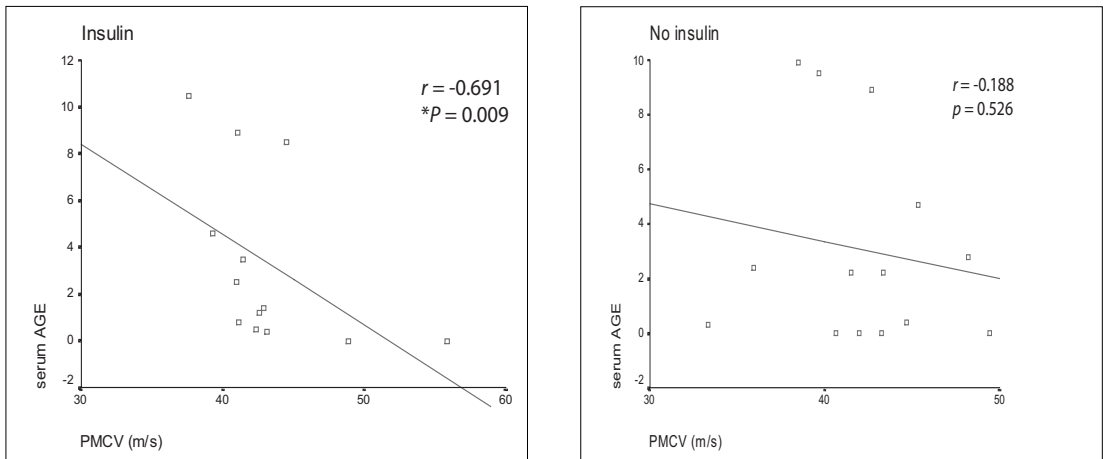 Insulin
12
10
8
6
4
2
0
-2
serum AGE
r = -0.691
*P = 0.009
30
40
50
60
PMCV (m/s)
No insulin
10
8
6
4
2
0
-2
serum AGE
r = -0.188
p = 0.526
30
40
50
PMCV (m/s)